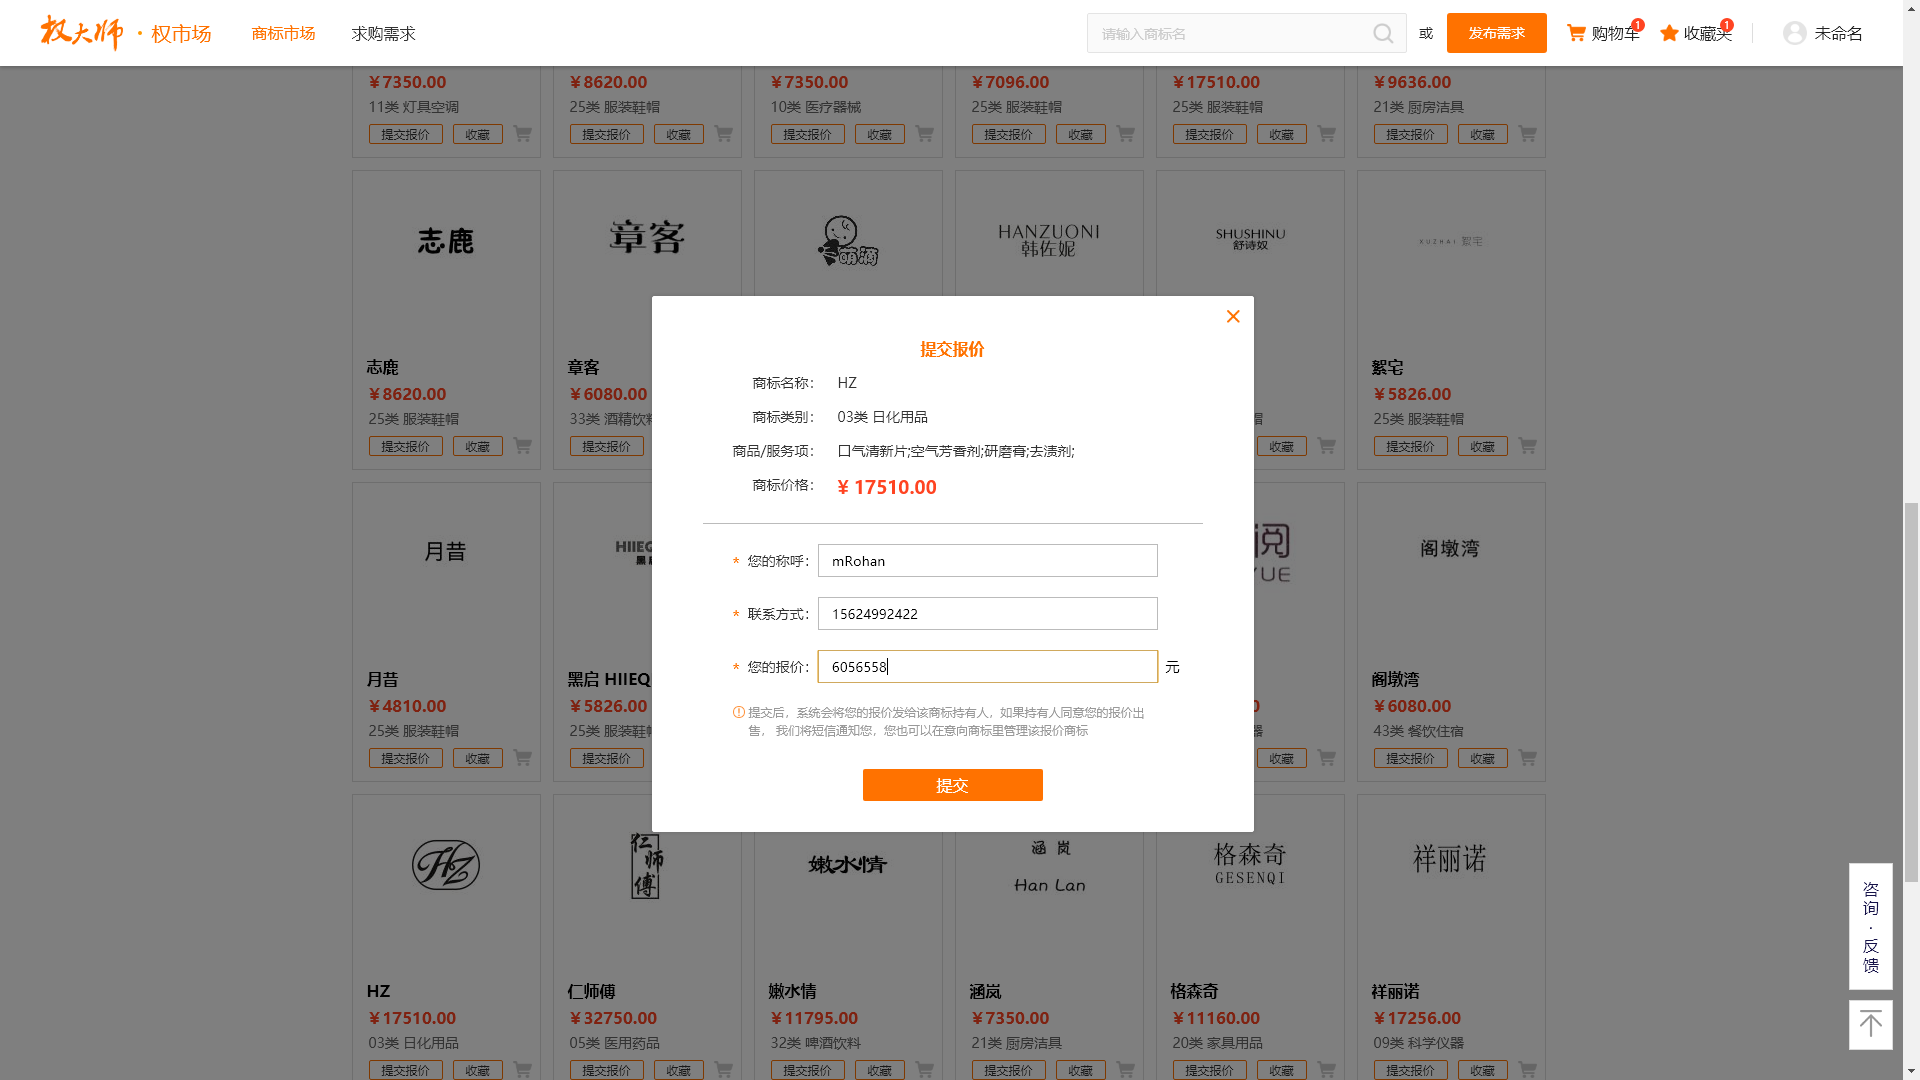 权大师 · 权市场 商标市场 求购需求 请输入商标名 或 发布需求 购物车 1 收藏夹 1 未命名
¥7350.00 ¥8620.00 ¥7350.00 ¥7096.00 ¥17510.00 ¥9636.00
11类 灯具空调 25类 服装鞋帽 10类 医疗器械 25类 服装鞋帽 25类 服装鞋帽 21类 厨房洁具
提交报价 收藏 提交报价 收藏 提交报价 收藏 提交报价 收藏 提交报价 收藏 提交报价 收藏
志鹿 章客 萌滴 HANZUONI SHUSHINU XUZHAI 絮宅
韩佐妮 舒诗奴
志鹿 章客 絮宅
¥8620.00 ¥6080.00 ¥5826.00
25类 服装鞋帽 33类 酒精饮料 25类 服装鞋帽
提交报价 收藏 提交报价 收藏 提交报价 收藏
提交报价
商标名称： HZ
商标类别： 03类 日化用品
商品/服务项： 口气清新片;空气芳香剂;研磨膏;去渍剂;
商标价格： ¥ 17510.00
* 您的称呼： mRohan
* 联系方式： 15624992422
* 您的报价： 6056558 元
提交后，系统会将您的报价发给该商标持有人，如果持有人同意您的报价出
售， 我们将短信通知您，您也可以在意向商标里管理该报价商标
提交
月昔 HIIEQ 阅 阁墩湾
黑启 YUE
月昔 黑启 HIIEQ 阁墩湾
¥4810.00 ¥5826.00 ¥6080.00
25类 服装鞋帽 25类 服装鞋帽 43类 餐饮住宿
提交报价 收藏 提交报价 收藏 提交报价 收藏
HZ 仁师傅 嫩水情 涵岚 格森奇 祥丽诺
Han Lan GESENQI
HZ 仁师傅 嫩水情 涵岚 格森奇 祥丽诺
¥17510.00 ¥32750.00 ¥11795.00 ¥7350.00 ¥11160.00 ¥17256.00
03类 日化用品 05类 医用药品 32类 啤酒饮料 21类 厨房洁具 20类 家具用品 09类 科学仪器
提交报价 收藏 提交报价 收藏 提交报价 收藏 提交报价 收藏 提交报价 收藏 提交报价 收藏
咨
询
·
反
馈